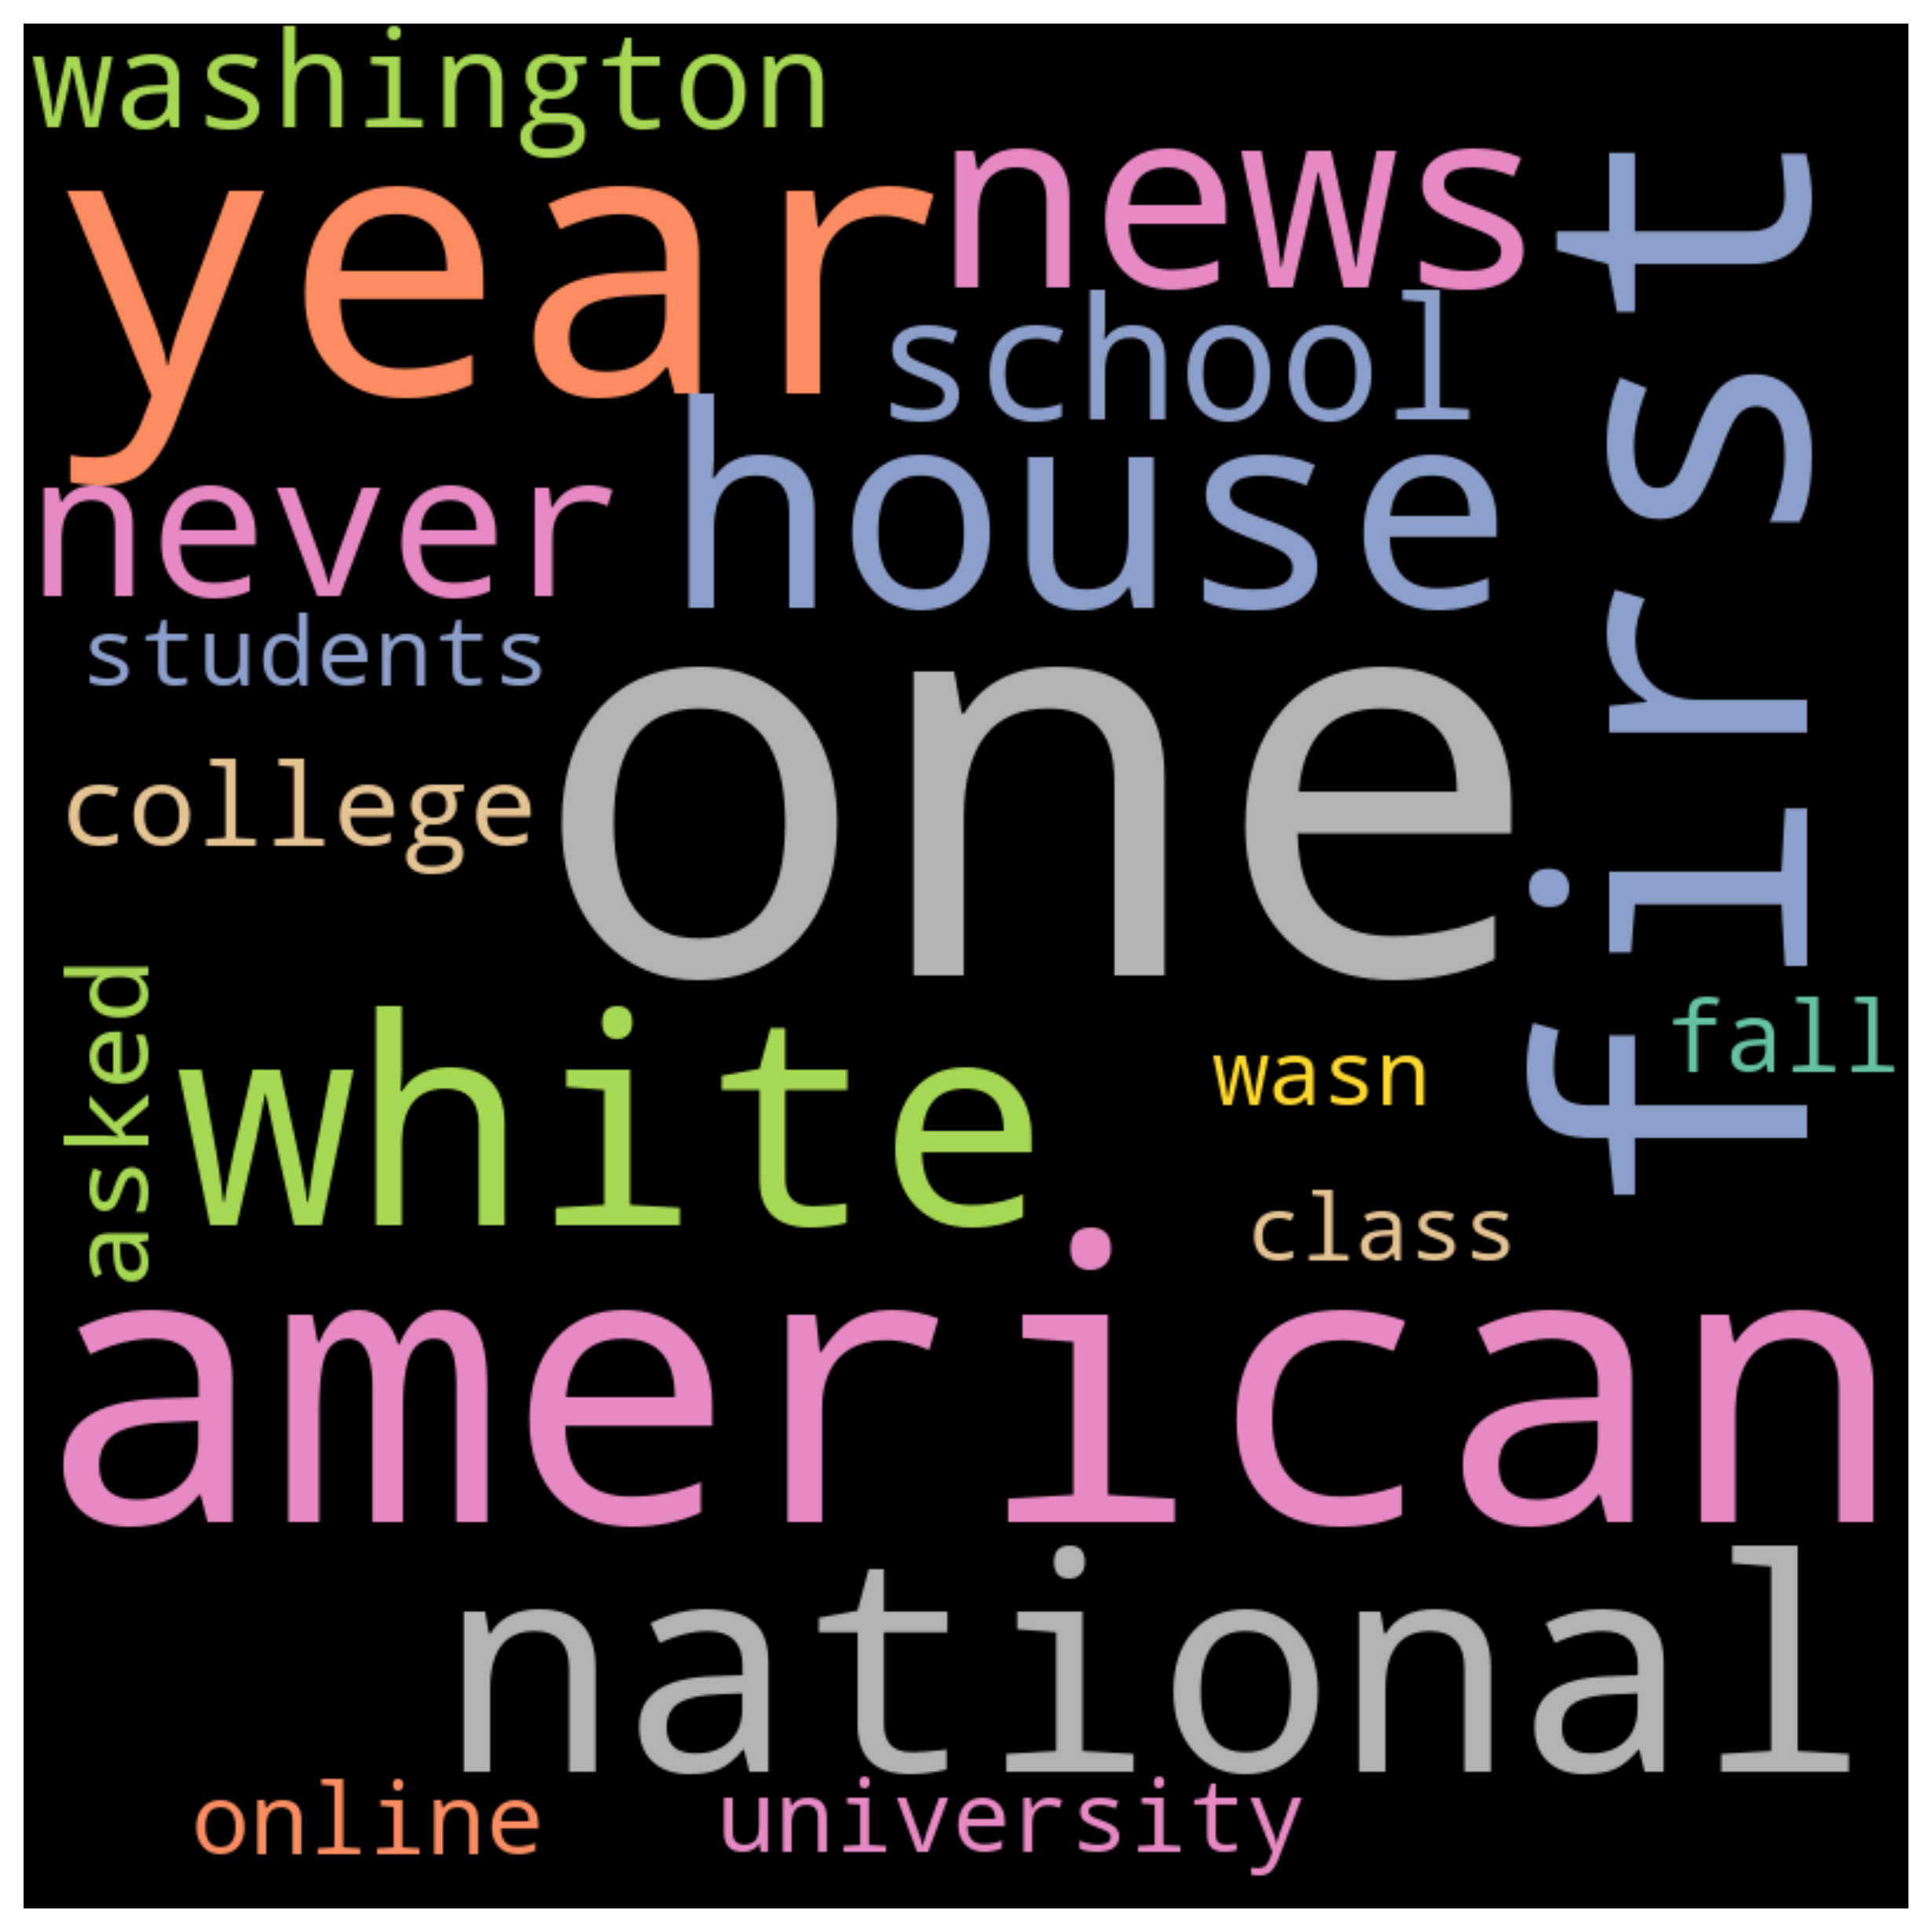 washington
year
news
first
school
house
never
students
one
college
asked
white
wasn
fall
class
american
national
online
university